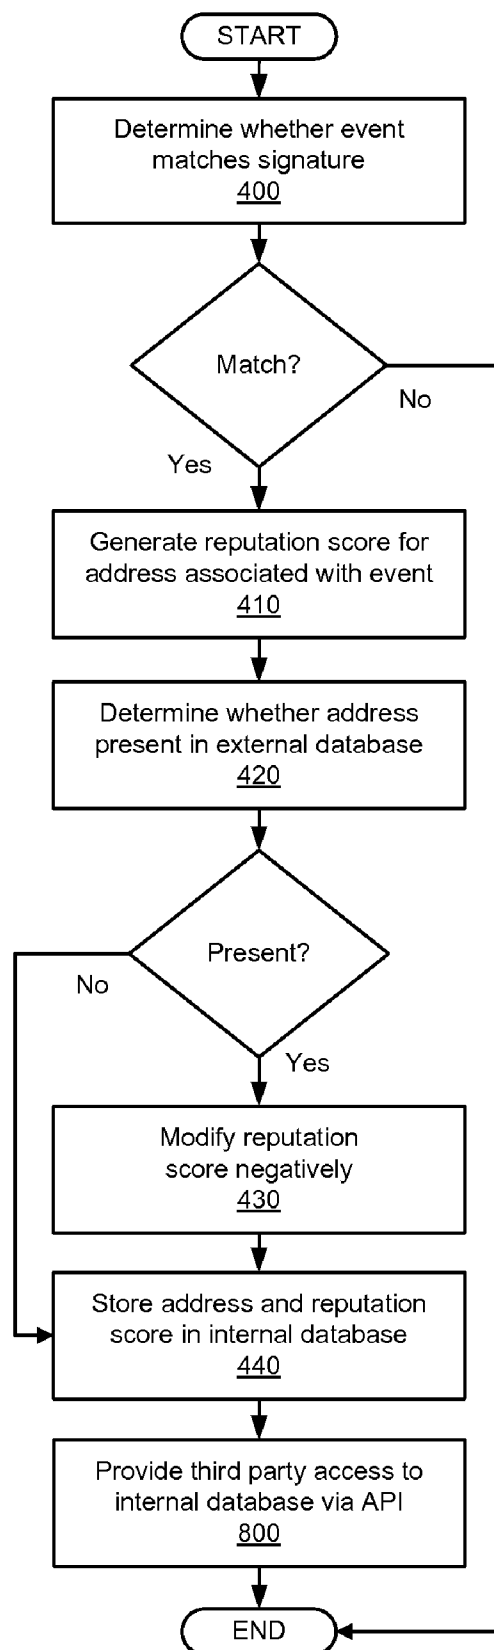 START
Determine whether event
matches signature
400
Match?
No
Yes
Generate reputation score for
address associated with event
410
Determine whether address
present in external database
420
Present?
No
Yes
Modify reputation
score negatively
430
Store address and reputation
score in internal database
440
Provide third party access to
internal database via API
800
END